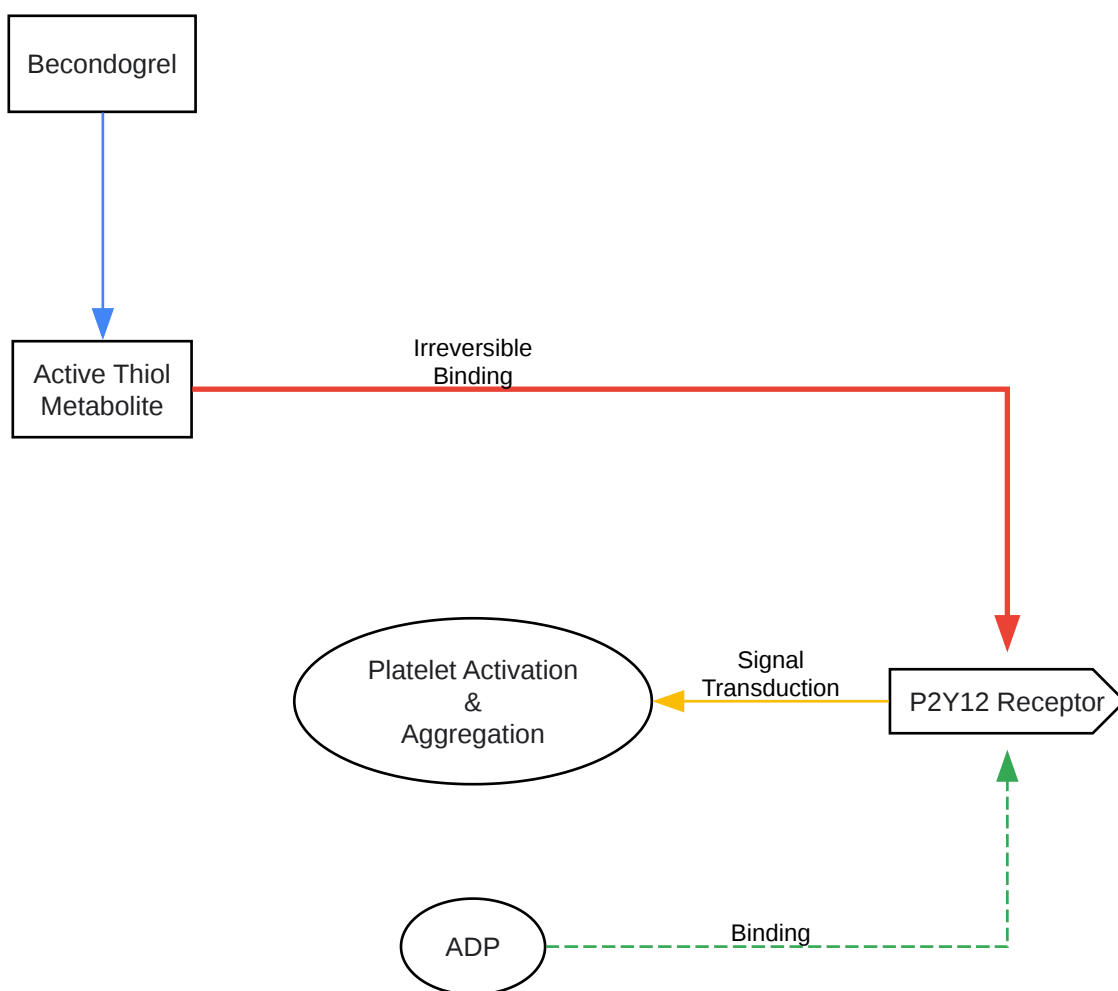 Becondogrel
Active Thiol
Metabolite
Irreversible
Binding
Platelet Activation
&
Aggregation
Signal
Transduction
P2Y12 Receptor
ADP
Binding